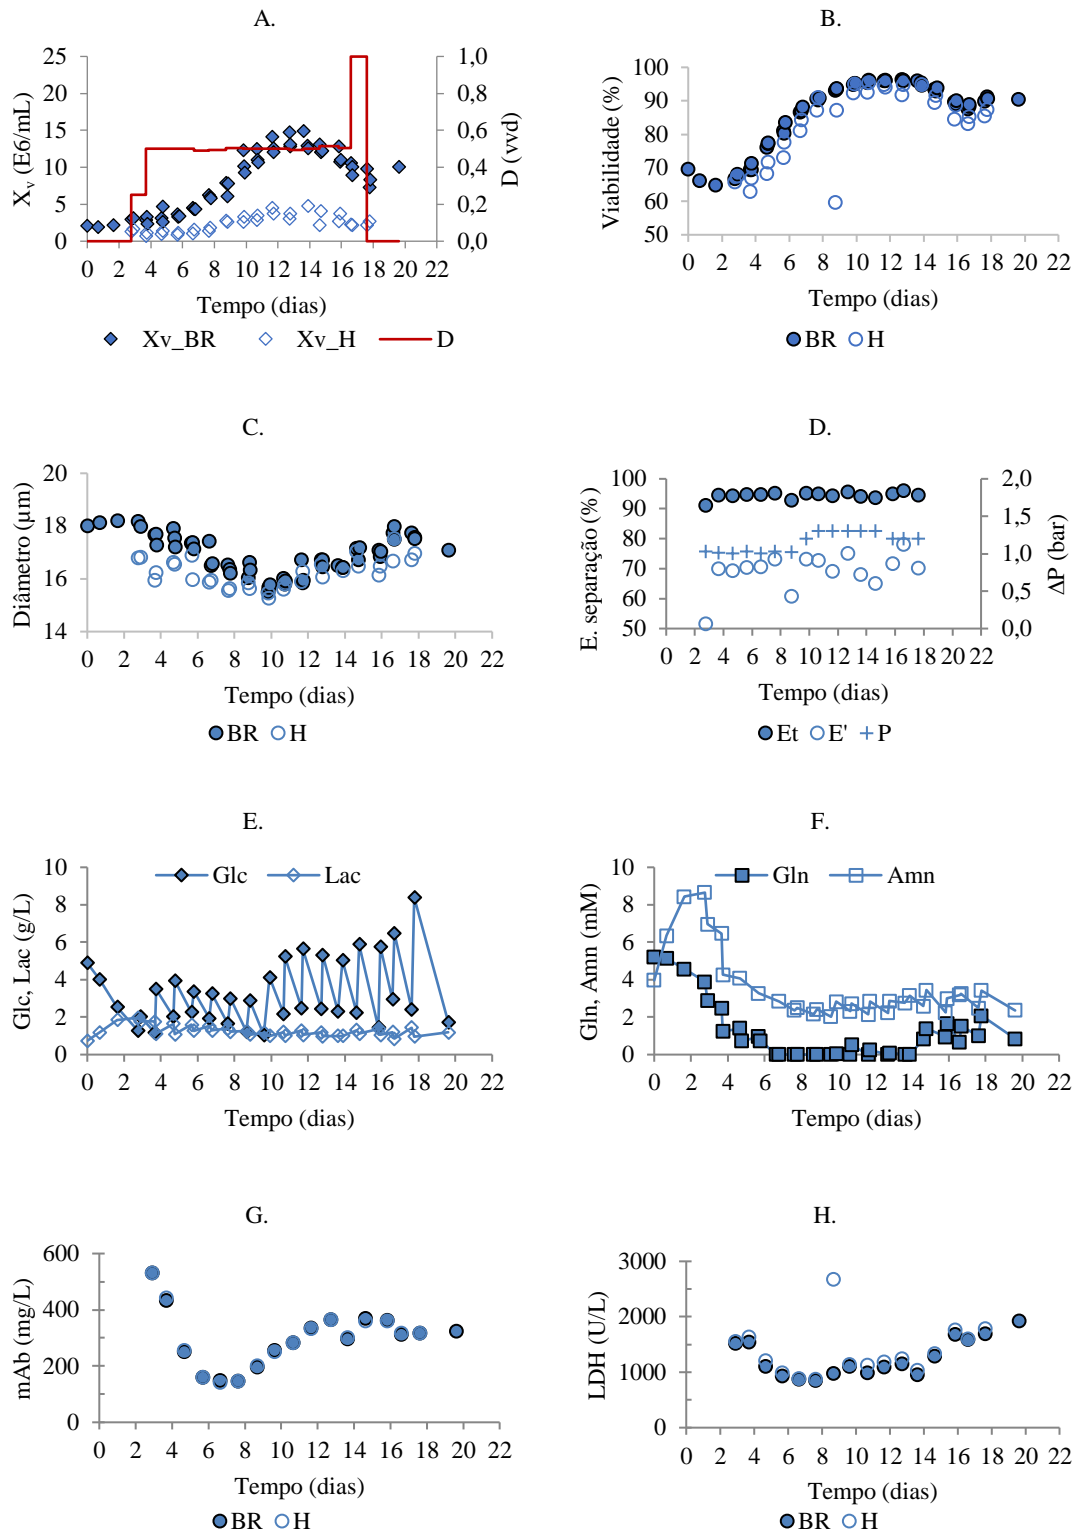 A.
25
20
15
10
5
0
1,0
0,8
0,6
0,4
0,2
0,0
X_v (E6/mL)
D (vvd)
0 2 4 6 8 10 12 14 16 18 20 22
Tempo (dias)
Xv_BR Xv_H D
B.
100
90
80
70
60
50
Viabilidade (%)
0 2 4 6 8 10 12 14 16 18 20 22
Tempo (dias)
BR H
C.
20
18
16
14
Diâmetro (µm)
0 2 4 6 8 10 12 14 16 18 20 22
Tempo (dias)
BR H
D.
100
90
80
70
60
50
2,0
1,5
1,0
0,5
0,0
E. separação (%)
ΔP (bar)
0 2 4 6 8 10 12 14 16 18 20 22
Tempo (dias)
Et E' P
E.
Glc Lac
10
8
6
4
2
0
Glc, Lac (g/L)
0 2 4 6 8 10 12 14 16 18 20 22
Tempo (dias)
F.
Gln Amn
10
8
6
4
2
0
Gln, Amn (mM)
0 2 4 6 8 10 12 14 16 18 20 22
Tempo (dias)
G.
600
400
200
0
mAb (mg/L)
0 2 4 6 8 10 12 14 16 18 20 22
Tempo (dias)
BR H
H.
3000
2000
1000
0
LDH (U/L)
0 2 4 6 8 10 12 14 16 18 20 22
Tempo (dias)
BR H